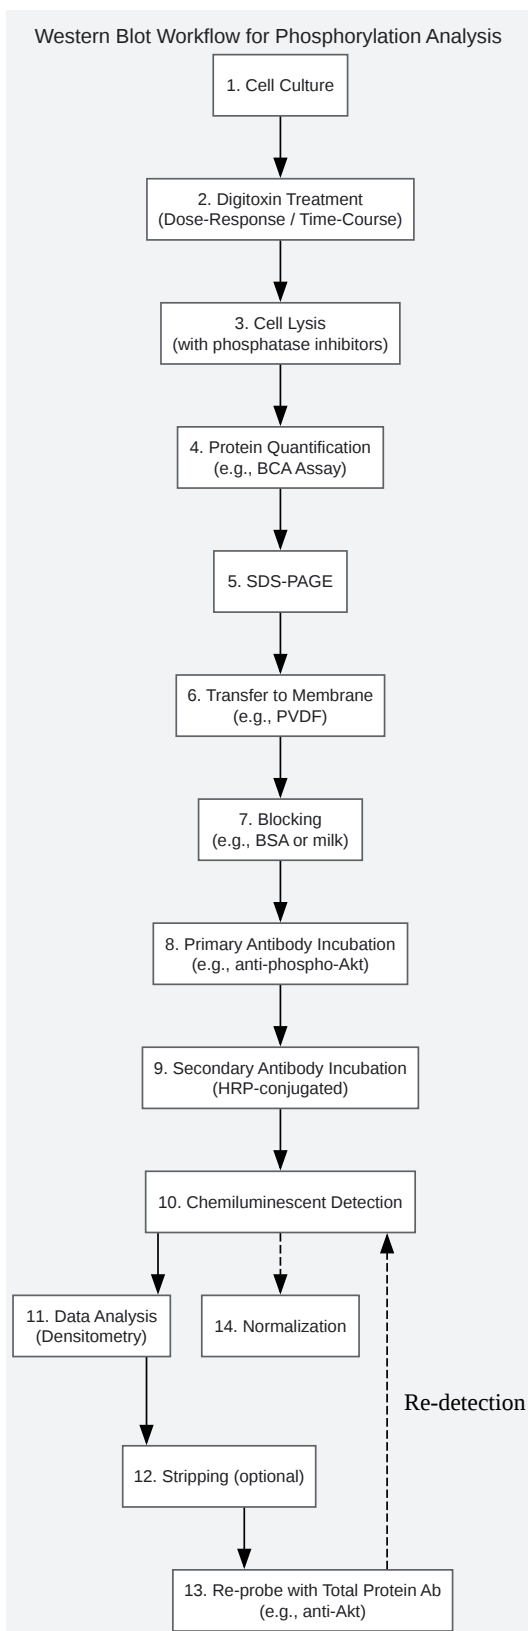 Western Blot Workflow for Phosphorylation Analysis
1. Cell Culture
2. Digitoxin Treatment
(Dose-Response / Time-Course)
3. Cell Lysis
(with phosphatase inhibitors)
4. Protein Quantification
(e.g., BCA Assay)
5. SDS-PAGE
6. Transfer to Membrane
(e.g., PVDF)
7. Blocking
(e.g., BSA or milk)
8. Primary Antibody Incubation
(e.g., anti-phospho-Akt)
9. Secondary Antibody Incubation
(HRP-conjugated)
10. Chemiluminescent Detection
11. Data Analysis
(Densitometry)
14. Normalization
Re-detection
12. Stripping (optional)
13. Re-probe with Total Protein Ab
(e.g., anti-Akt)